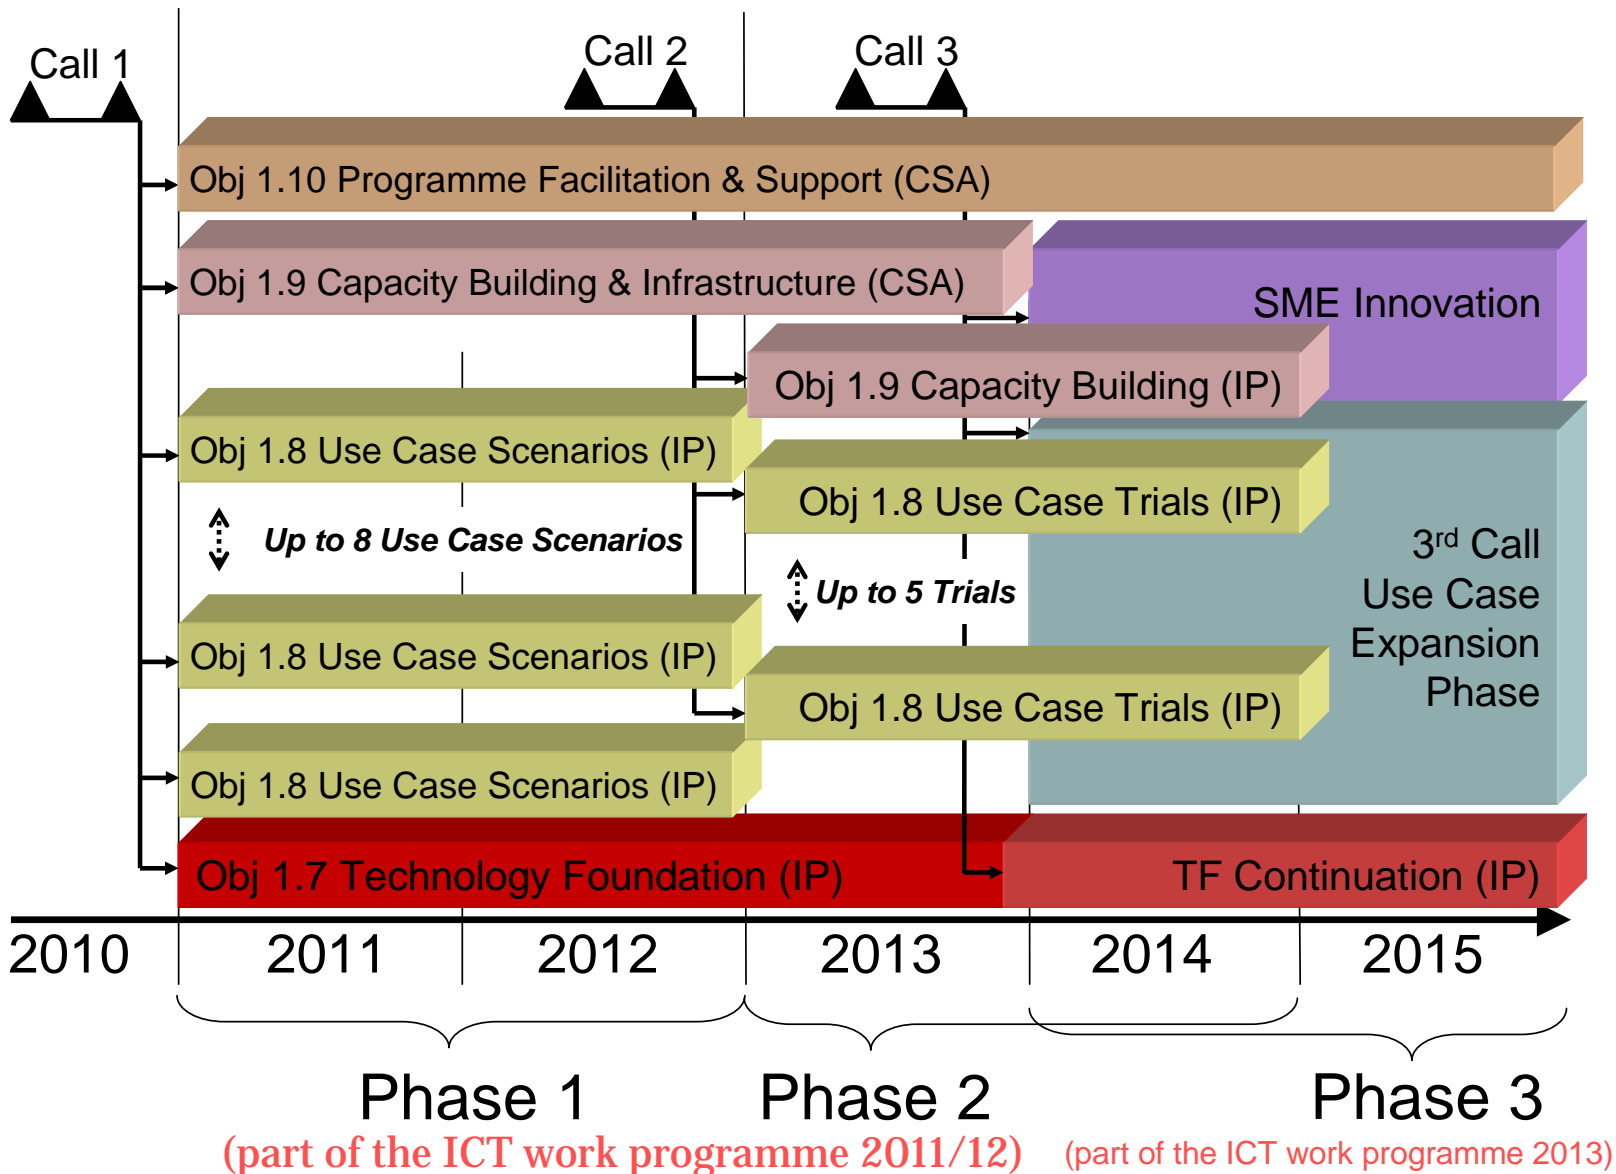 Call 1
Call 2
Call 3
Obj 1.10 Programme Facilitation & Support (CSA)
Obj 1.9 Capacity Building & Infrastructure (CSA)
SME Innovation
Obj 1.9 Capacity Building (IP)
Obj 1.8 Use Case Scenarios (IP)
Obj 1.8 Use Case Trials (IP)
Up to 8 Use Case Scenarios
Up to 5 Trials
3rd Call
Use Case
Expansion
Phase
Obj 1.8 Use Case Scenarios (IP)
Obj 1.8 Use Case Trials (IP)
Obj 1.8 Use Case Scenarios (IP)
Obj 1.7 Technology Foundation (IP)
TF Continuation (IP)
2010
2011
2012
2013
2014
2015
Phase 1
Phase 2
Phase 3
(part of the ICT work programme 2011/12)
(part of the ICT work programme 2013)